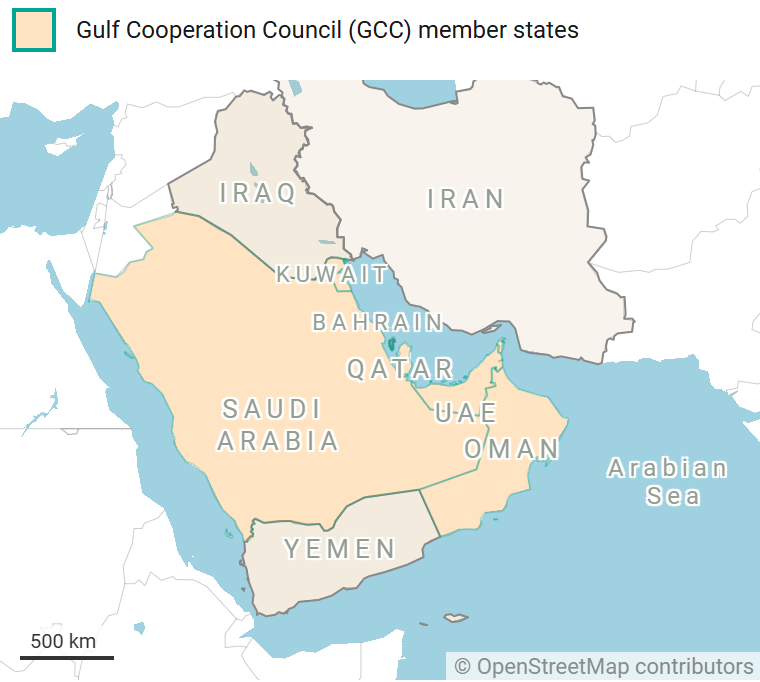 Gulf Cooperation Council (GCC) member states
IRAQ
IRAN
KUWAIT
BAHRAIN
QATAR
SAUDI
ARABIA
UAE
OMAN
Arabian
Sea
YEMEN
500 km
© OpenStreetMap contributors